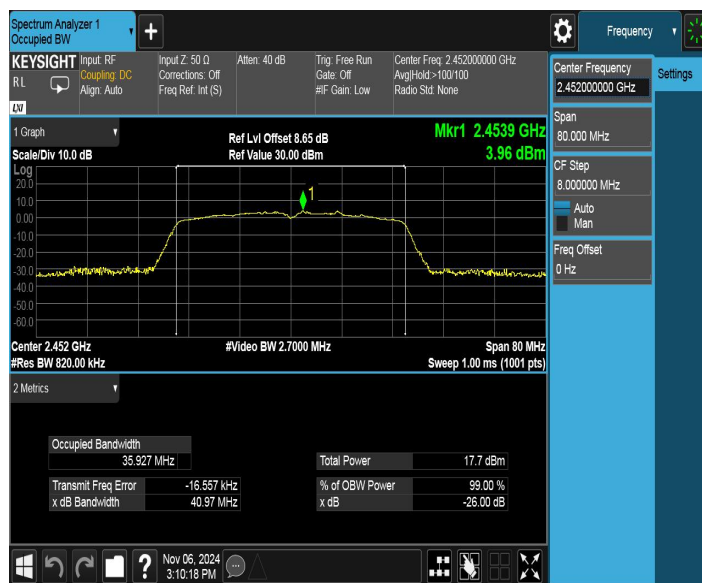 Spectrum Analyzer 1
Occupied BW
+
Frequency
KEYSIGHT
RL
LXI
Input: RF
Coupling: DC
Align: Auto
Input Z: 50 Ω
Corrections: Off
Freq Ref: Int (S)
Atten: 40 dB
Trig: Free Run
Gate: Off
#IF Gain: Low
Center Freq: 2.452000000 GHz
Avg|Hold:>100/100
Radio Std: None
Center Frequency
2.452000000 GHz
Settings
Span
80.000 MHz
CF Step
8.000000 MHz
Auto
Man
Freq Offset
0 Hz
1 Graph
Scale/Div 10.0 dB
Ref Lvl Offset 8.65 dB
Ref Value 30.00 dBm
Mkr1 2.4539 GHz
3.96 dBm
Log
20.0
10.0
0.00
-10.0
-20.0
-30.0
-40.0
-50.0
-60.0
1
Center 2.452 GHz
#Video BW 2.7000 MHz
Span 80 MHz
#Res BW 820.00 kHz
Sweep 1.00 ms (1001 pts)
2 Metrics
Occupied Bandwidth
35.927 MHz
Total Power 17.7 dBm
Transmit Freq Error -16.557 kHz
% of OBW Power 99.00 %
x dB Bandwidth 40.97 MHz
x dB -26.00 dB
?
Nov 06, 2024
3:10:18 PM